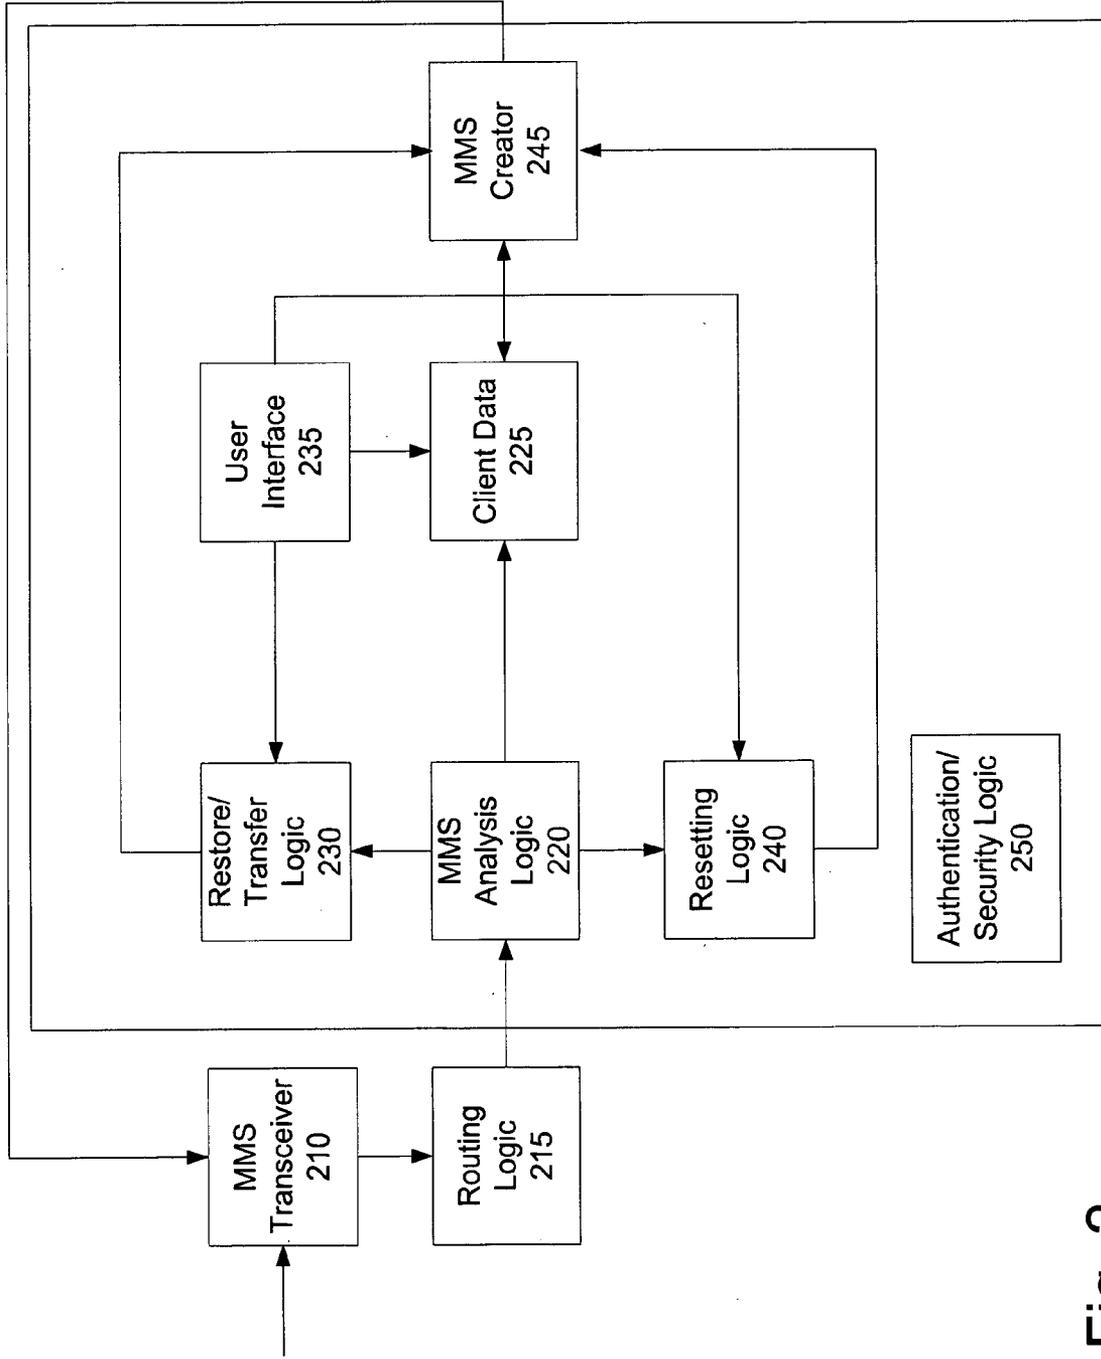 MMS
Transceiver
210
Restore/
Transfer
Logic
230
User
Interface
235
Routing
Logic
215
MMS
Analysis
Logic
220
Client Data
225
MMS
Creator
245
Resetting
Logic
240
Authentication/
Security Logic
250
Fig.